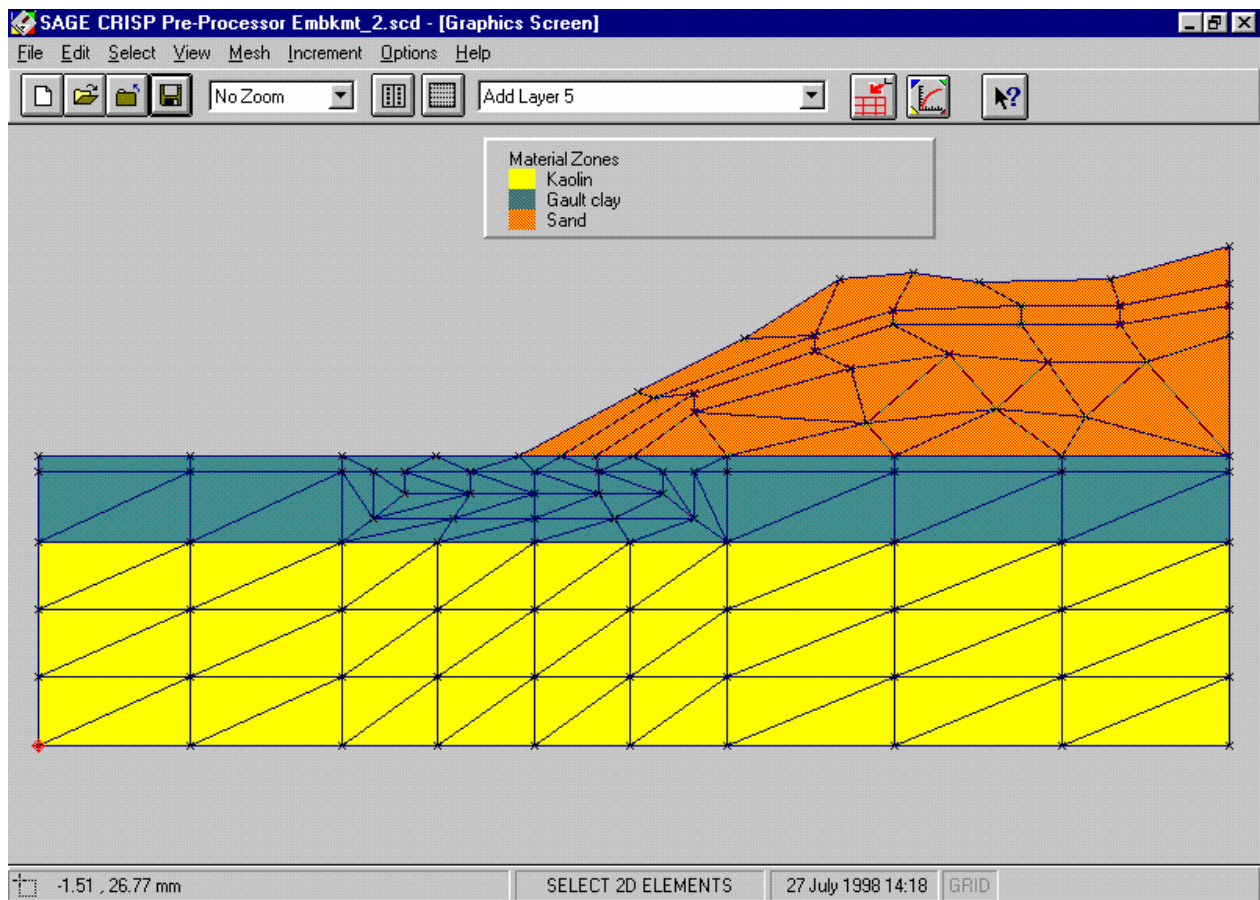 SAGE CRISP Pre-Processor Embkmt_2.scd - [Graphics Screen]
File Edit Select View Mesh Increment Options Help
No Zoom Add Layer 5 ?
Material Zones
Kaolin
Gault clay
Sand
-1.51 , 26.77 mm SELECT 2D ELEMENTS 27 July 1998 14:18 GRID